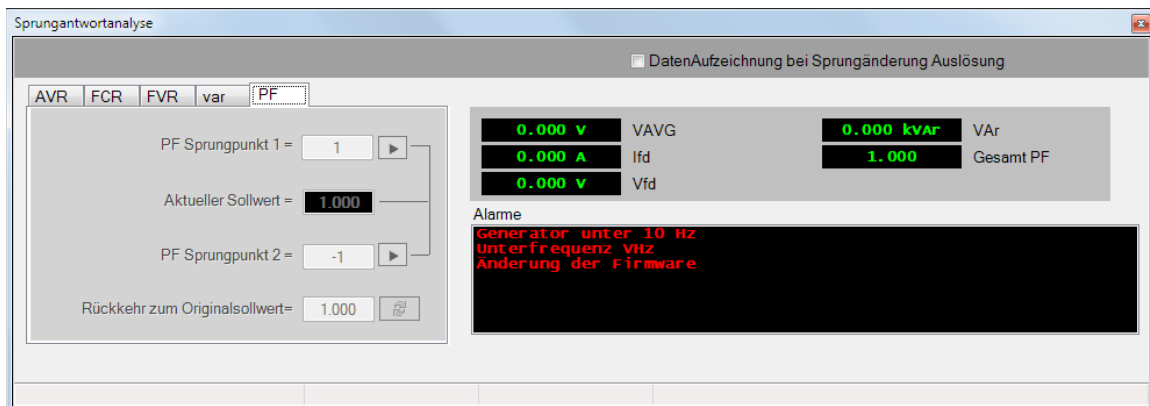 Sprungantwortanalyse
DatenAufzeichnung bei Sprungänderung Auslösung
AVR FCR FVR var PF
PF Sprungpunkt 1 = 1
Aktueller Sollwert = 1.000
PF Sprungpunkt 2 = -1
Rückkehr zum Originalsollwert= 1.000
0.000 V VAVG 0.000 kVAr VAr
0.000 A Ifd 1.000 Gesamt PF
0.000 V Vfd
Alarme
Generator unter 10 Hz
Unterfrequenz VHz
Änderung der Firmware